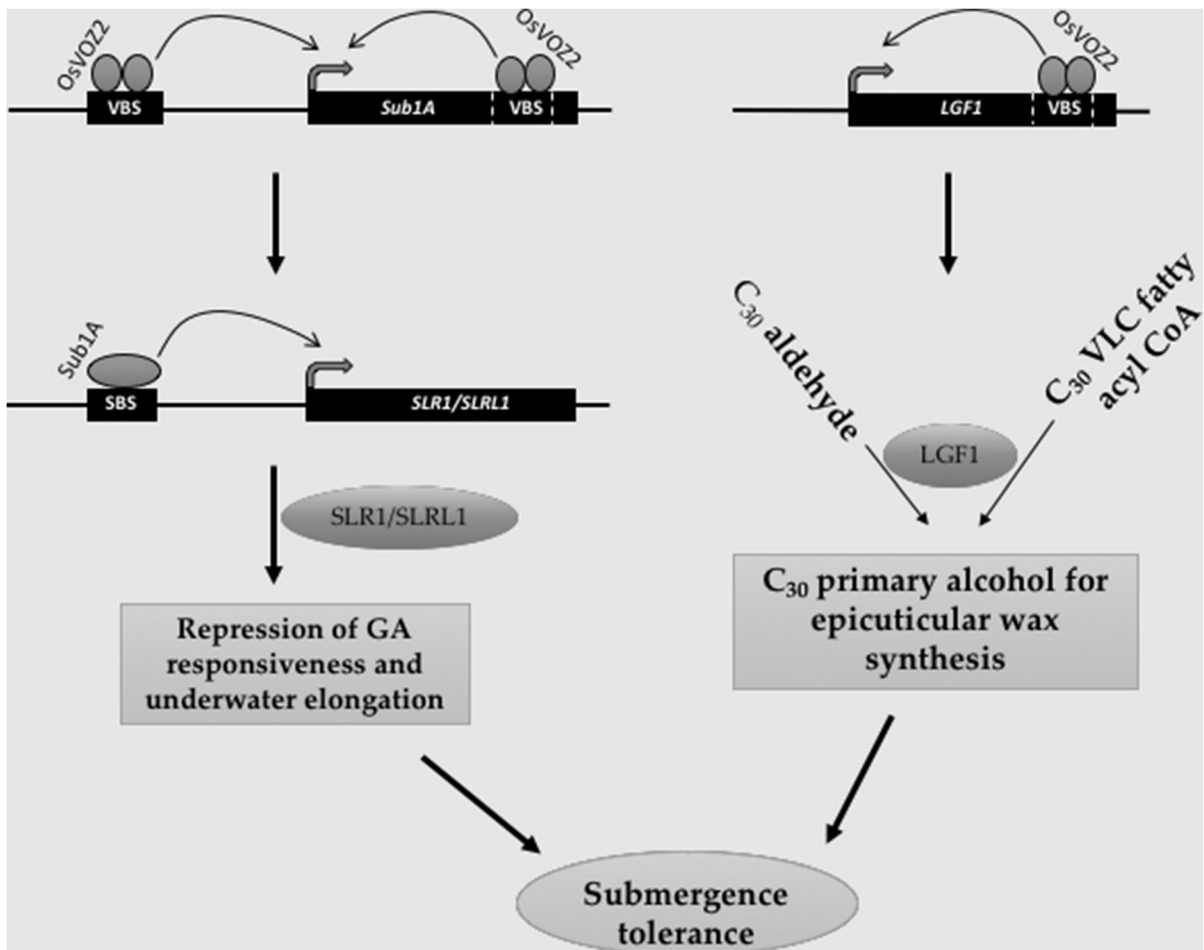 OsVOZ2
VBS
Sub1A
OsVOZ2
VBS
OsVOZ2
LGF1
VBS
Sub1A
SBS
SLR1/SLRL1
SLR1/SLRL1
Repression of GA
responsiveness and
underwater elongation
C₃₀ aldehyde
C₃₀ VLC fatty
acyl CoA
LGF1
C₃₀ primary alcohol for
epicuticular wax
synthesis
Submergence
tolerance